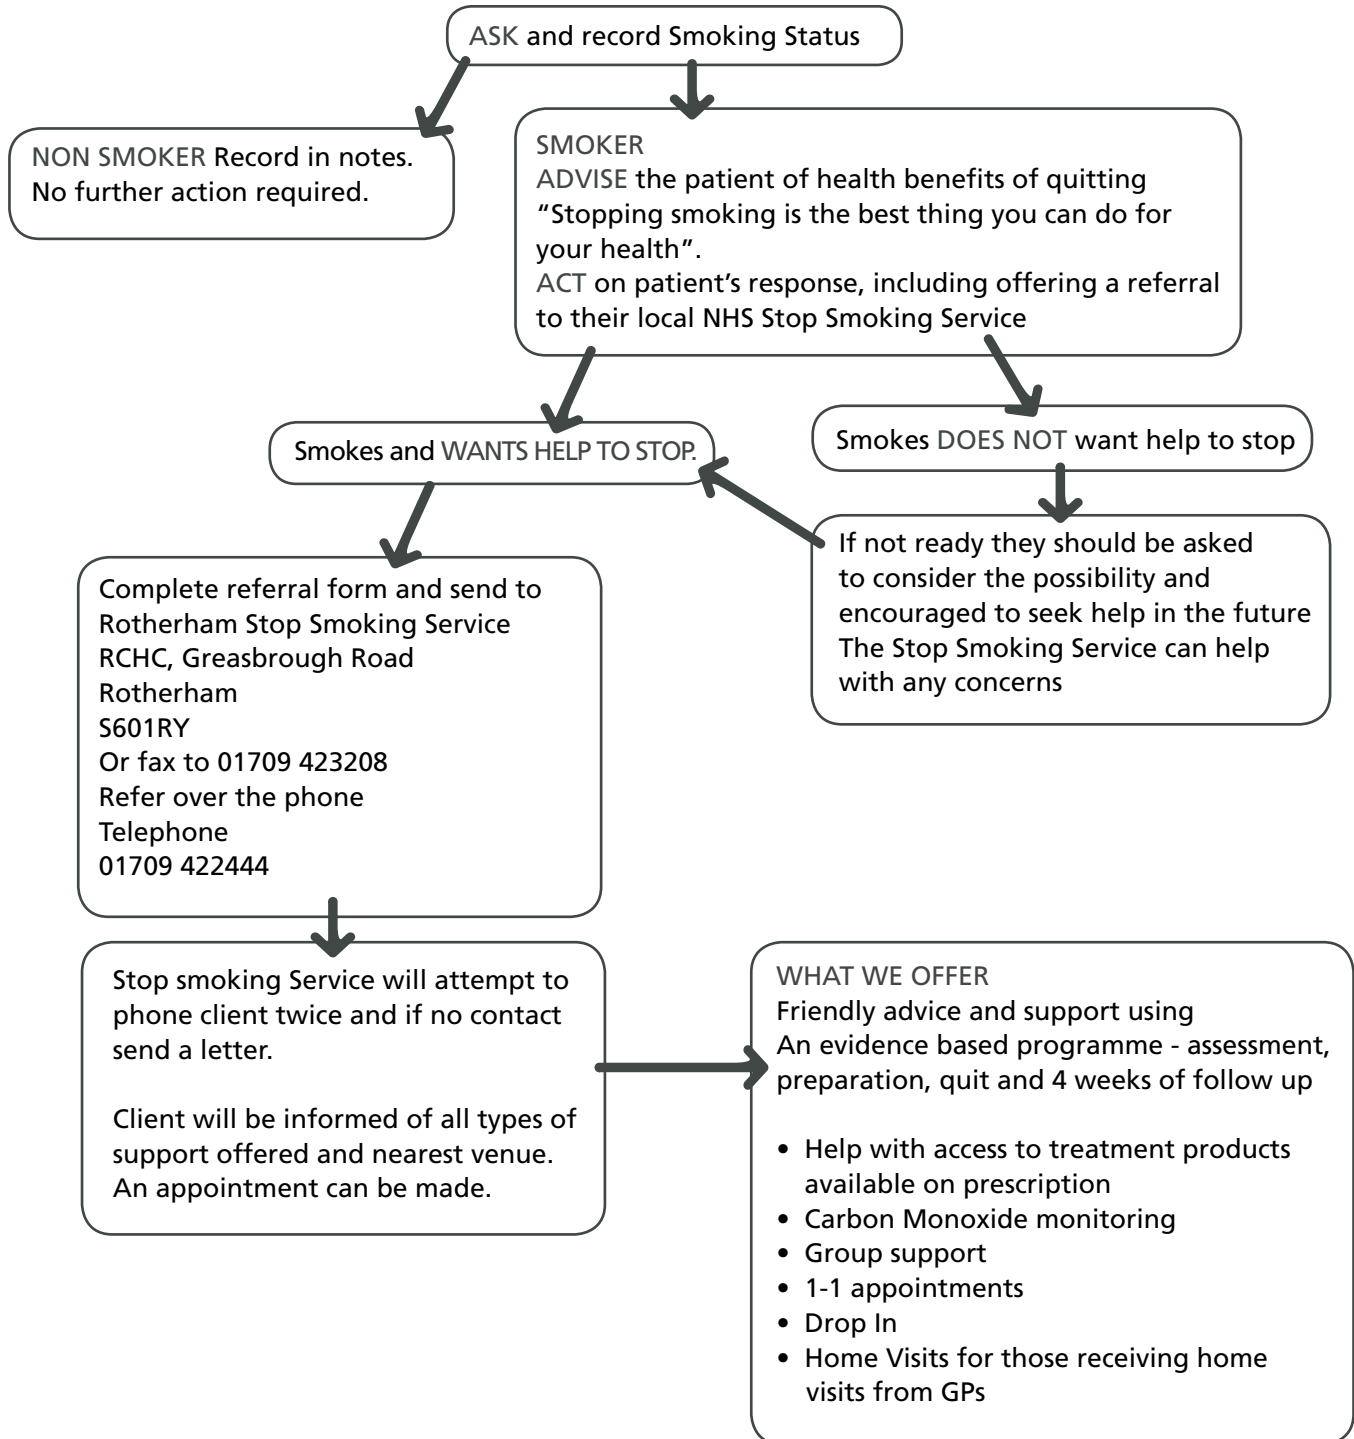 ASK and record Smoking Status
NON SMOKER Record in notes.
No further action required.
SMOKER
ADVISE the patient of health benefits of quitting
“Stopping smoking is the best thing you can do for
your health”.
ACT on patient’s response, including offering a referral
to their local NHS Stop Smoking Service
Smokes and WANTS HELP TO STOP.
Smokes DOES NOT want help to stop
If not ready they should be asked
to consider the possibility and
encouraged to seek help in the future
The Stop Smoking Service can help
with any concerns
Complete referral form and send to
Rotherham Stop Smoking Service
RCHC, Greasbrough Road
Rotherham
S601RY
Or fax to 01709 423208
Refer over the phone
Telephone
01709 422444
Stop smoking Service will attempt to
phone client twice and if no contact
send a letter.
Client will be informed of all types of
support offered and nearest venue.
An appointment can be made.
WHAT WE OFFER
Friendly advice and support using
An evidence based programme - assessment,
preparation, quit and 4 weeks of follow up
• Help with access to treatment products
available on prescription
• Carbon Monoxide monitoring
• Group support
• 1-1 appointments
• Drop In
• Home Visits for those receiving home
visits from GPs